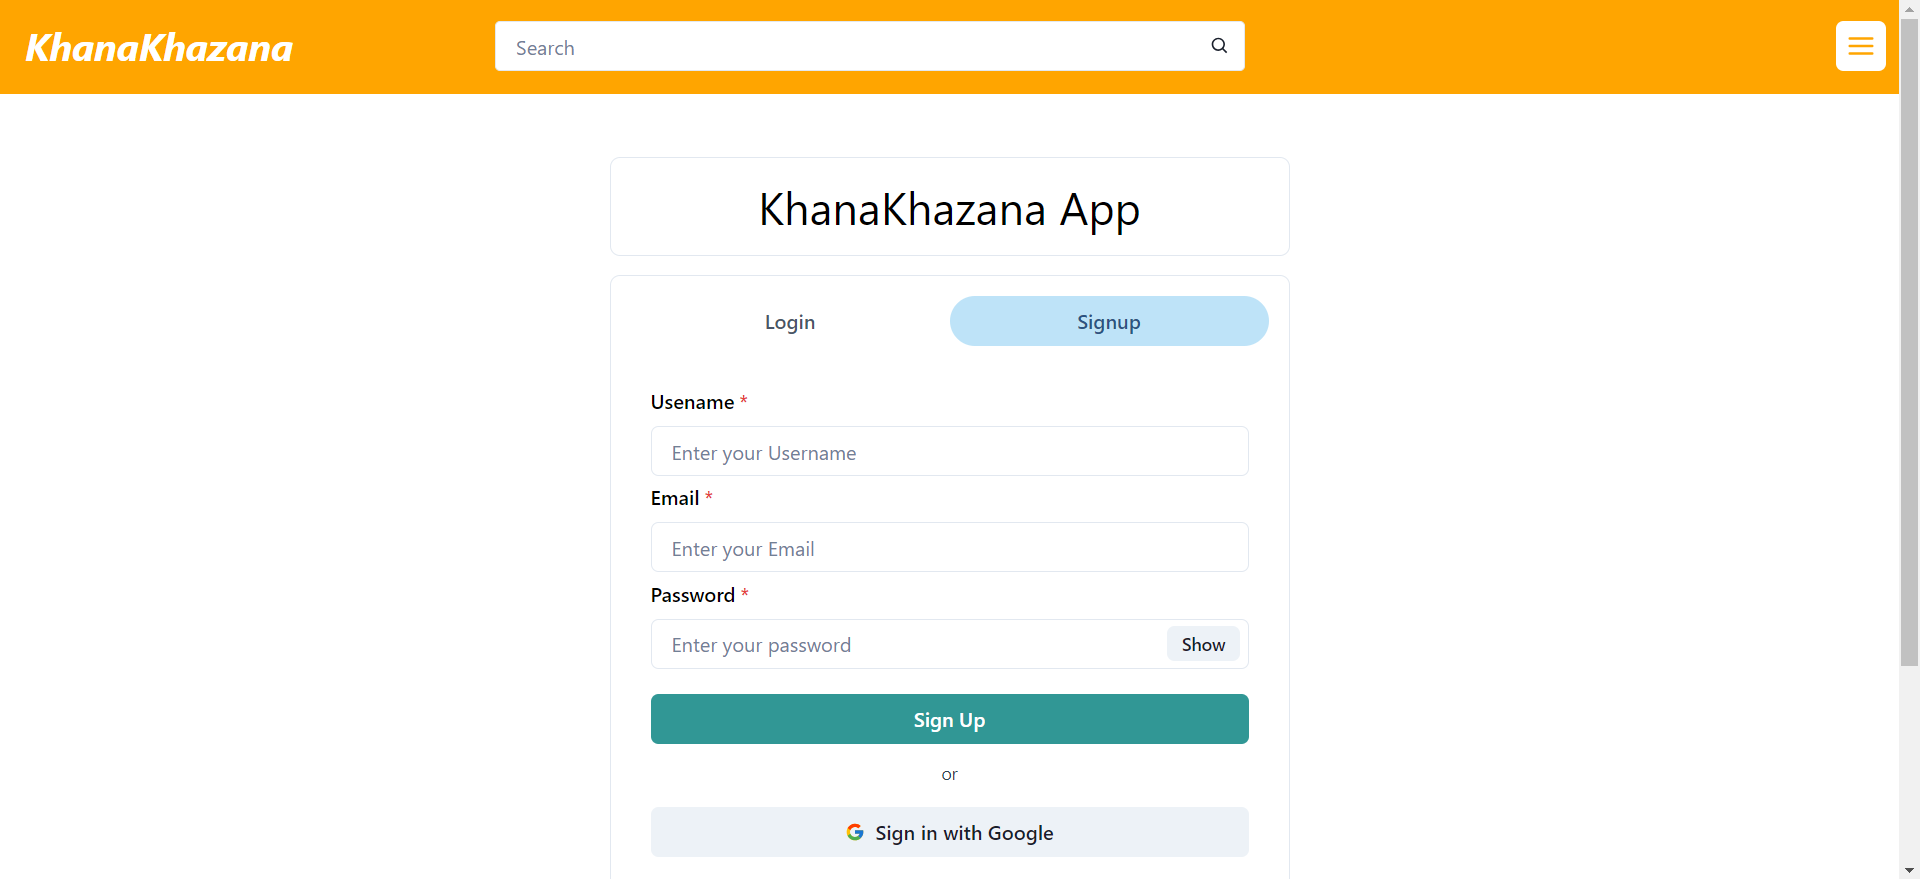 KhanaKhazana
Search
KhanaKhazana App
Login
Signup
Usename *
Enter your Username
Email *
Enter your Email
Password *
Enter your password
Show
Sign Up
or
Sign in with Google